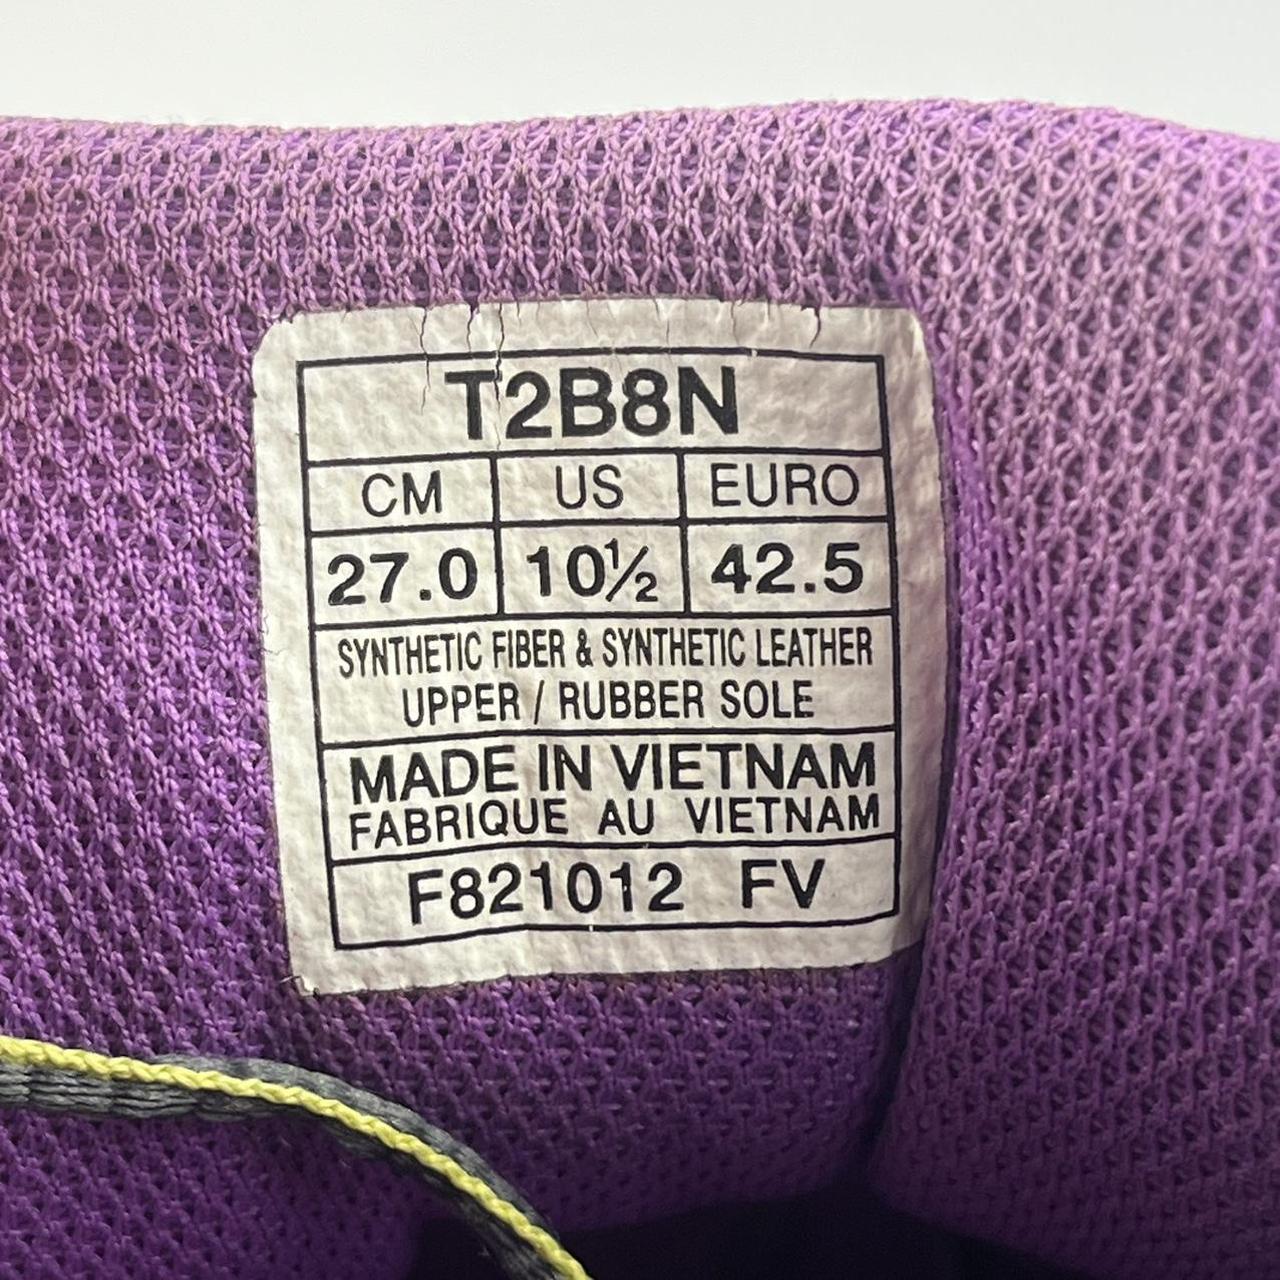 T2B8N
CM US EURO
27.0 10½ 42.5
SYNTHETIC FIBER & SYNTHETIC LEATHER
UPPER / RUBBER SOLE
MADE IN VIETNAM
FABRIQUE AU VIETNAM
F821012 FV